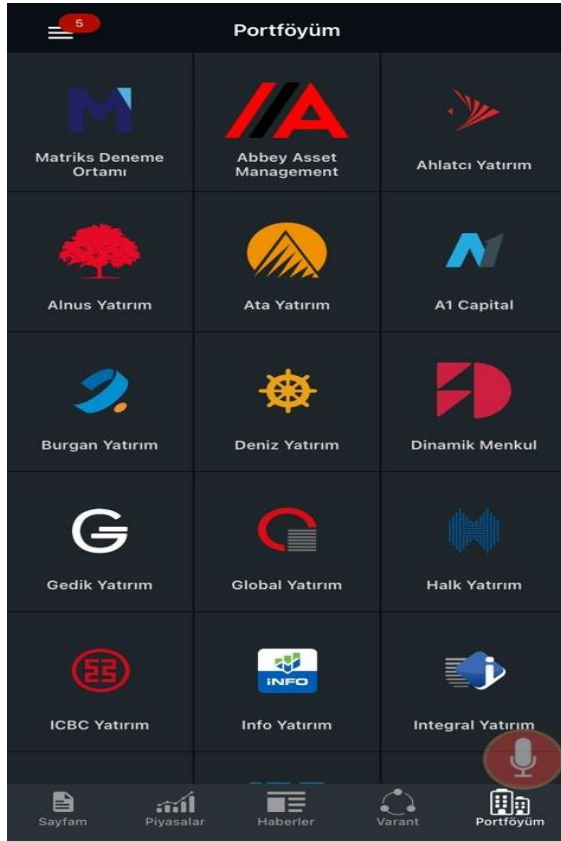 5
Portföyüm
Matriks Deneme
Ortamı
Abbey Asset
Management
Ahlatcı Yatırım
Alnus Yatırım
Ata Yatırım
A1 Capital
Burgan Yatırım
Deniz Yatırım
Dinamik Menkul
Gedik Yatırım
Global Yatırım
Halk Yatırım
ICBC Yatırım
iNFO
Info Yatırım
Integral Yatırım
Sayfam
Piyasalar
Haberler
Varant
Portföyüm